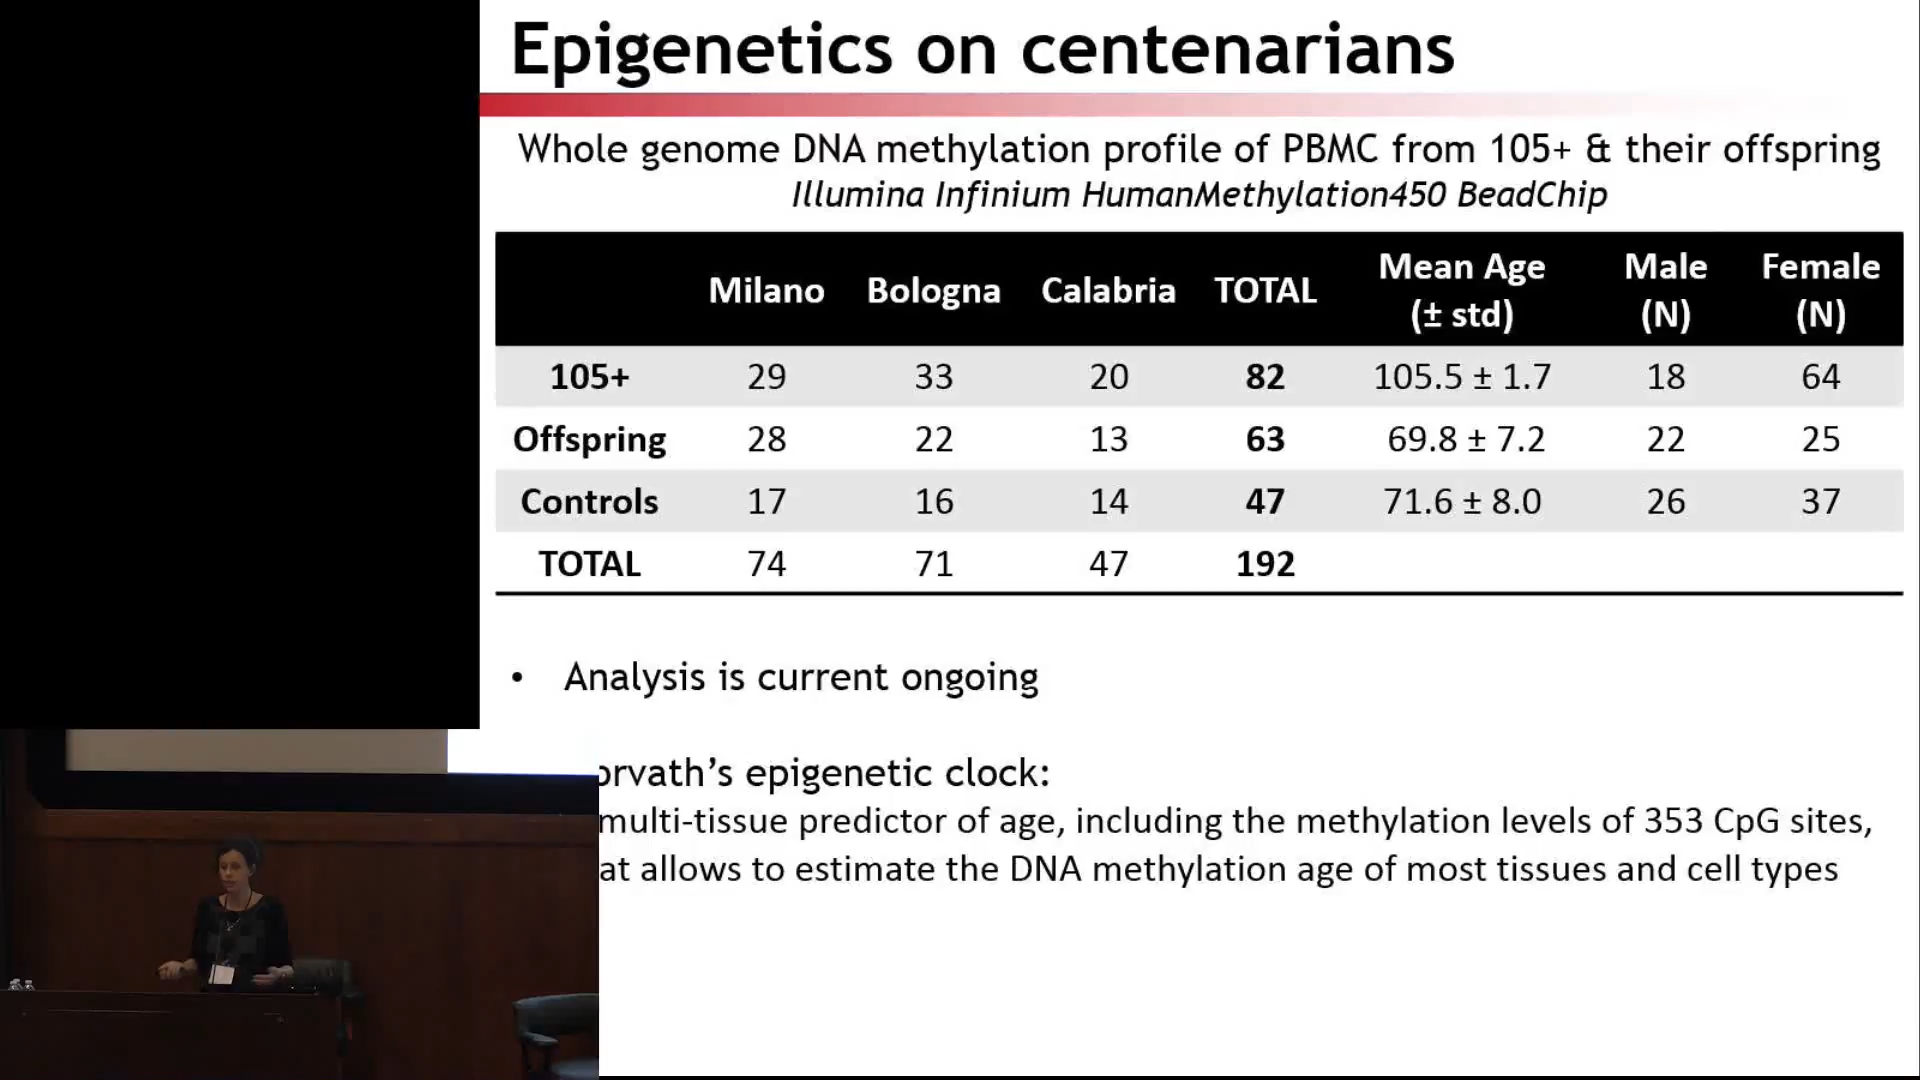 Epigenetics on centenarians
Whole genome DNA methylation profile of PBMC from 105+ & their offspring
Illumina Infinium HumanMethylation450 BeadChip
Milano Bologna Calabria TOTAL Mean Age (± std) Male (N) Female (N)
105+ 29 33 20 82 105.5 ± 1.7 18 64
Offspring 28 22 13 63 69.8 ± 7.2 22 25
Controls 17 16 14 47 71.6 ± 8.0 26 37
TOTAL 74 71 47 192
• Analysis is current ongoing
orvath’s epigenetic clock:
multi-tissue predictor of age, including the methylation levels of 353 CpG sites,
at allows to estimate the DNA methylation age of most tissues and cell types